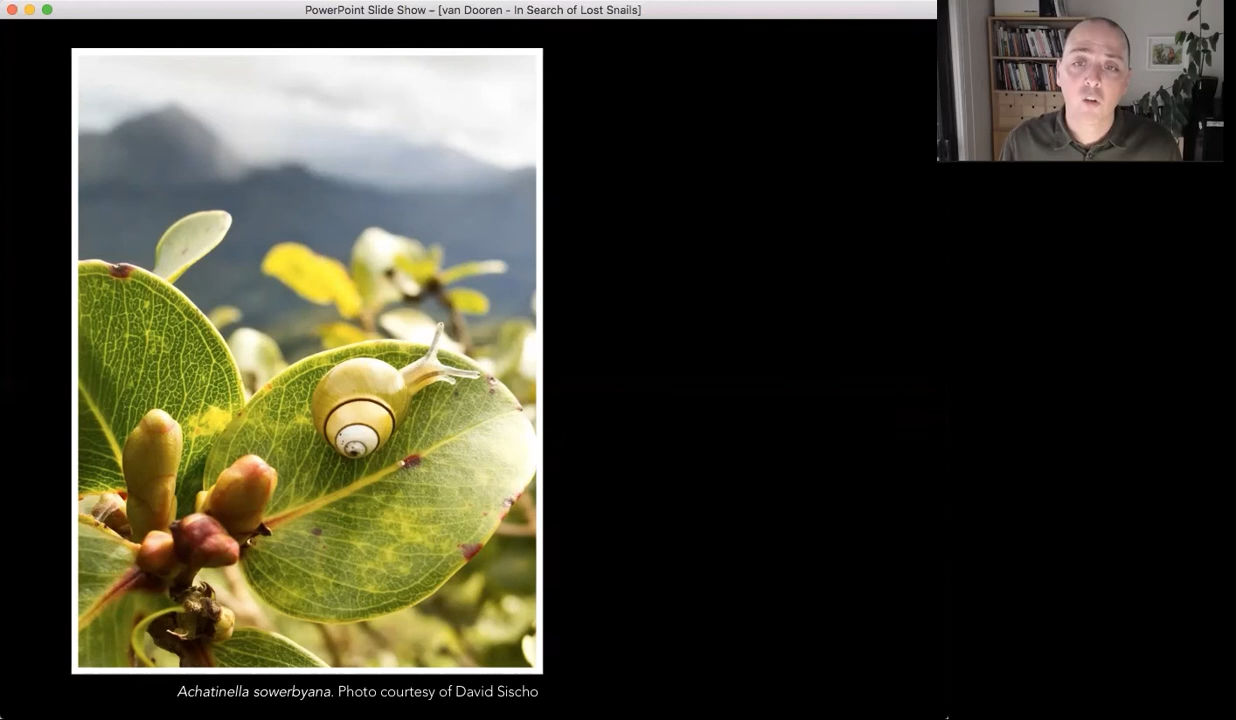 PowerPoint Slide Show – [van Dooren - In Search of Lost Snails]
Achatinella sowerbyana. Photo courtesy of David Sischo